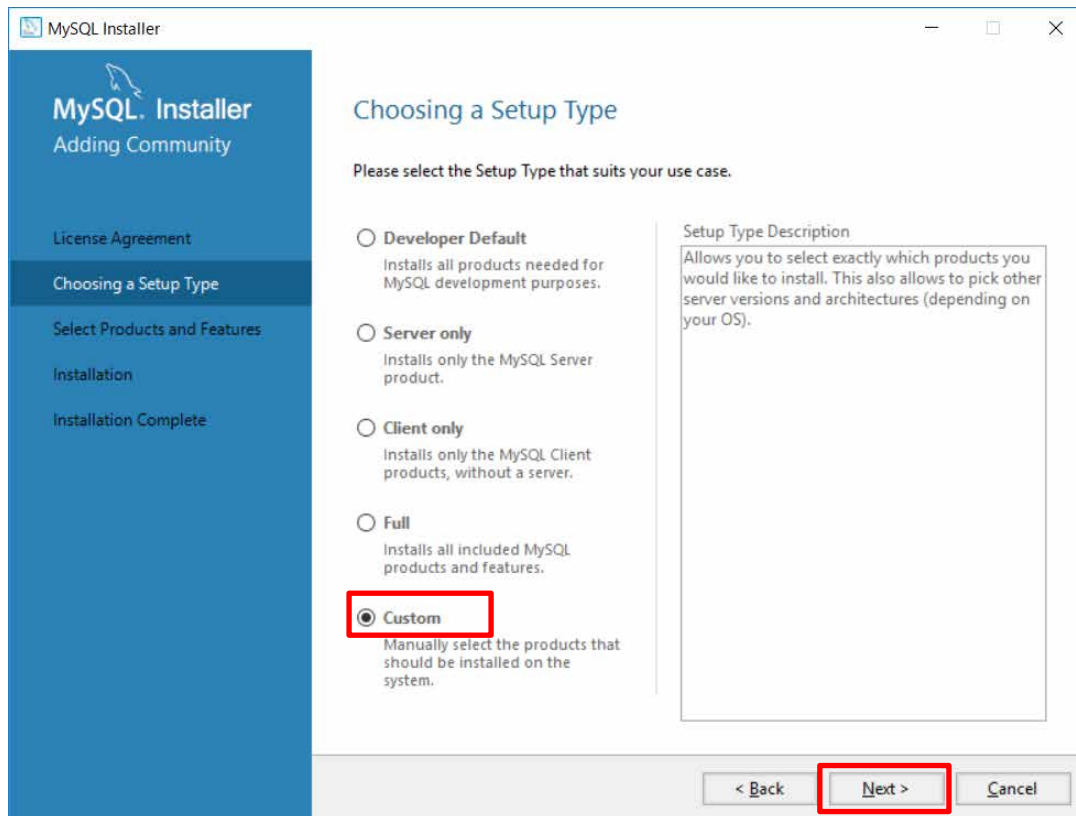 MySQL Installer
MySQL. Installer
Adding Community
License Agreement
Choosing a Setup Type
Select Products and Features
Installation
Installation Complete
Choosing a Setup Type
Please select the Setup Type that suits your use case.
Developer Default
Installs all products needed for
MySQL development purposes.
Server only
Installs only the MySQL Server
product.
Client only
Installs only the MySQL Client
products, without a server.
Full
Installs all included MySQL
products and features.
Custom
Manually select the products that
should be installed on the
system.
Setup Type Description
Allows you to select exactly which products you
would like to install. This also allows to pick other
server versions and architectures (depending on
your OS).
< Back
Next >
Cancel